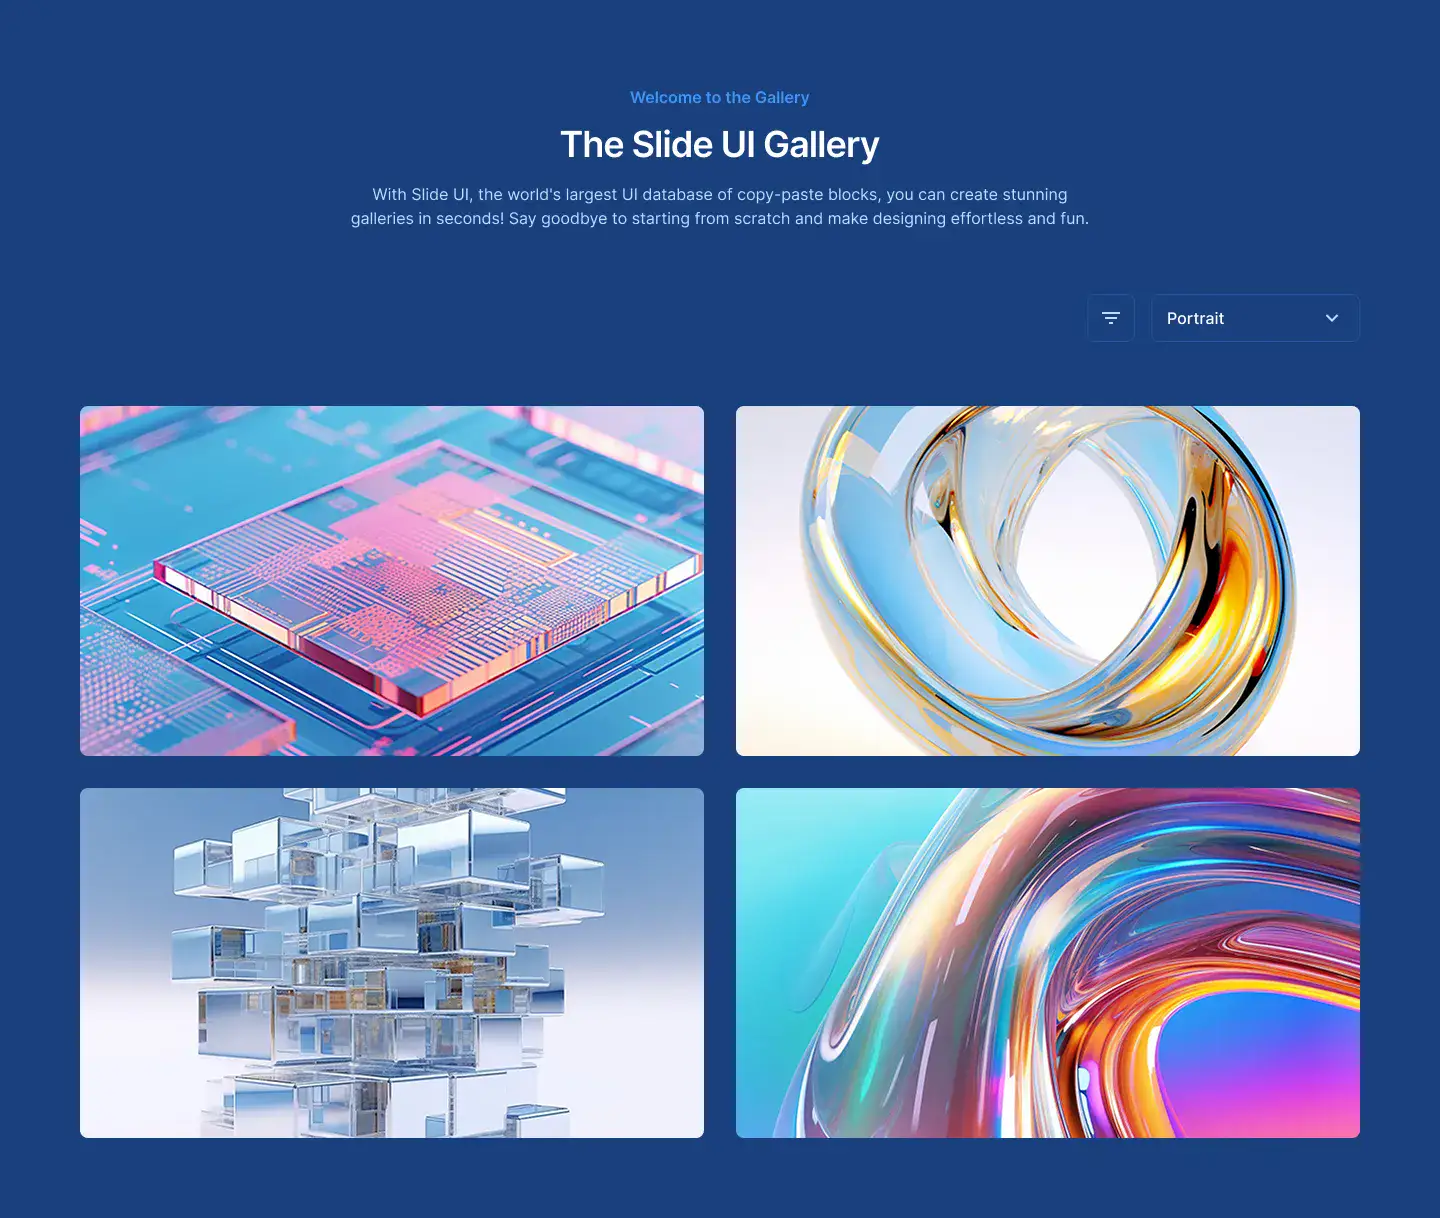 Welcome to the Gallery
The Slide UI Gallery
With Slide UI, the world's largest UI database of copy-paste blocks, you can create stunning
galleries in seconds! Say goodbye to starting from scratch and make designing effortless and fun.
Portrait